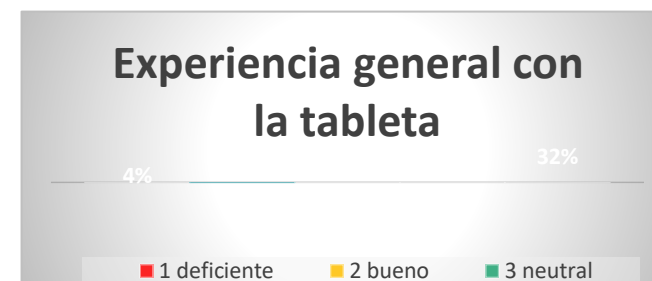 Experiencia general con
la tableta
32%
4%
1 deficiente 2 bueno 3 neutral